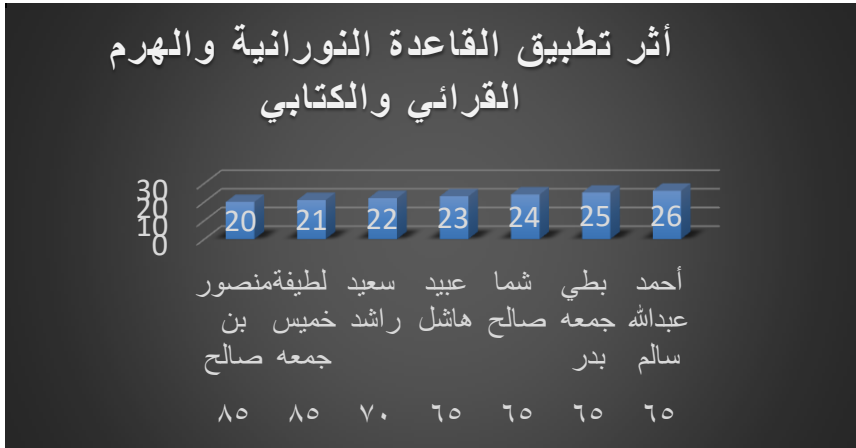 أثر تطبيق القاعدة النورانية والهرم
القرائي والكتابي
30
20
10
0
20 21 22 23 24 25 26
منصور لطيفة سعيد عبيد شما بطي أحمد
بن خميس راشد هاشل صالح جمعه عبدالله
صالح جمعه بدر سالم
٨٥ ٨٥ ٧٠ ٦٥ ٦٥ ٦٥ ٦٥